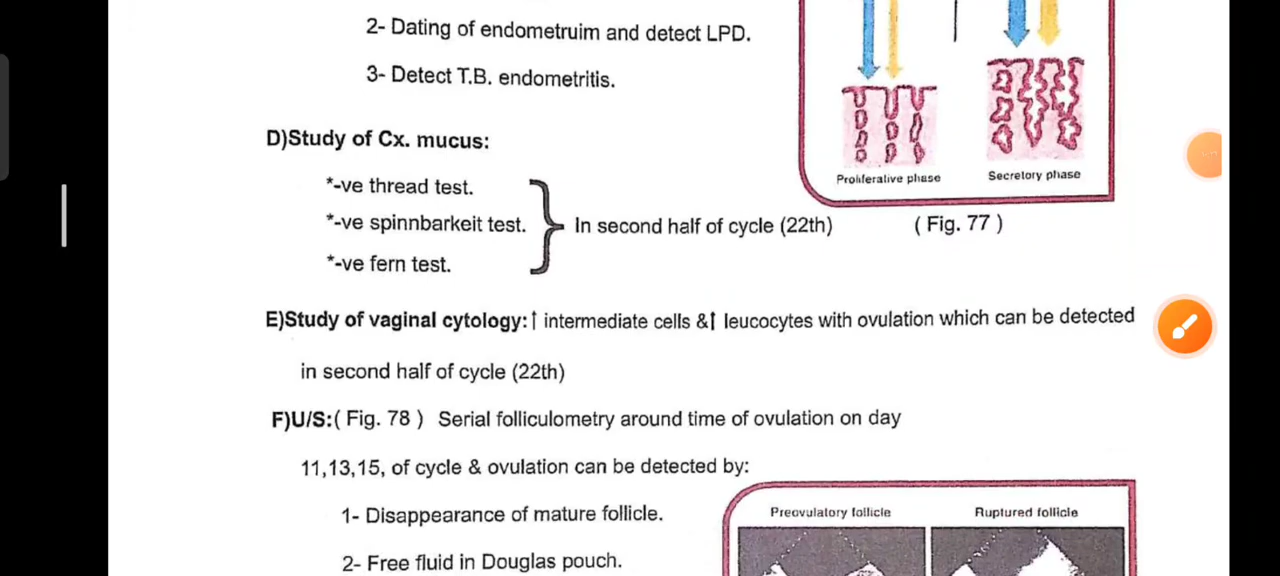 2- Dating of endometruim and detect LPD.
3- Detect T.B. endometritis.
D)Study of Cx. mucus:
*-ve thread test.
*-ve spinnbarkeit test.
*-ve fern test.
In second half of cycle (22th)
Proliferative phase
Secretory phase
( Fig. 77 )
E)Study of vaginal cytology:↑ intermediate cells &↑ leucocytes with ovulation which can be detected
in second half of cycle (22th)
F)U/S:( Fig. 78 ) Serial folliculometry around time of ovulation on day
11,13,15, of cycle & ovulation can be detected by:
1- Disappearance of mature follicle.
2- Free fluid in Douglas pouch.
Preovulatory follicle
Ruptured follicle